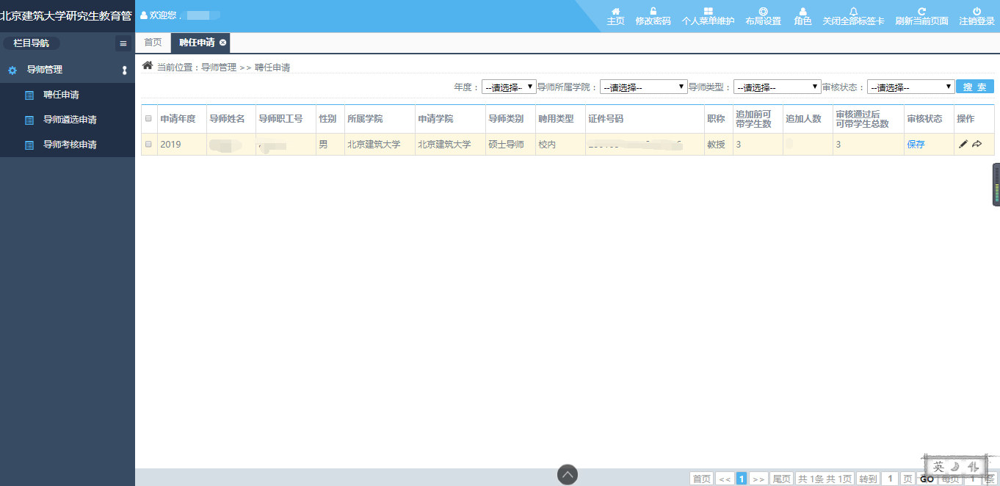 北京建筑大学研究生教育管
欢迎您
主页 修改密码 个人菜单维护 布局设置 角色 关闭全部标签卡 刷新当前页面 注销登录
栏目导航
首页 聘任申请
导师管理
聘任申请
导师遴选申请
导师考核申请
当前位置：导师管理 >> 聘任申请
年度： --请选择-- 导师所属学院： --请选择-- 导师类型： --请选择-- 审核状态： --请选择-- 搜 索
申请年度 导师姓名 导师职工号 性别 所属学院 申请学院 导师类别 聘用类型 证件号码 职称 追加前可带学生数 追加人数 审核通过后可带学生总数 审核状态 操作
2019 男 北京建筑大学 北京建筑大学 硕士导师 校内 教授 3 3 保存
首页 << 1 >> 尾页 共 1条 共 1页 转到 1 页 GO 每页 1 条
英